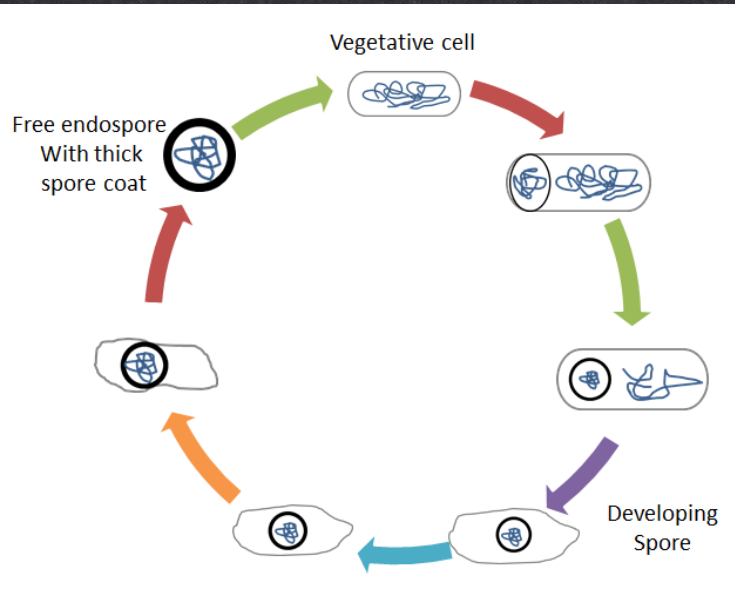 Vegetative cell
Free endospore
With thick
spore coat
Developing
Spore